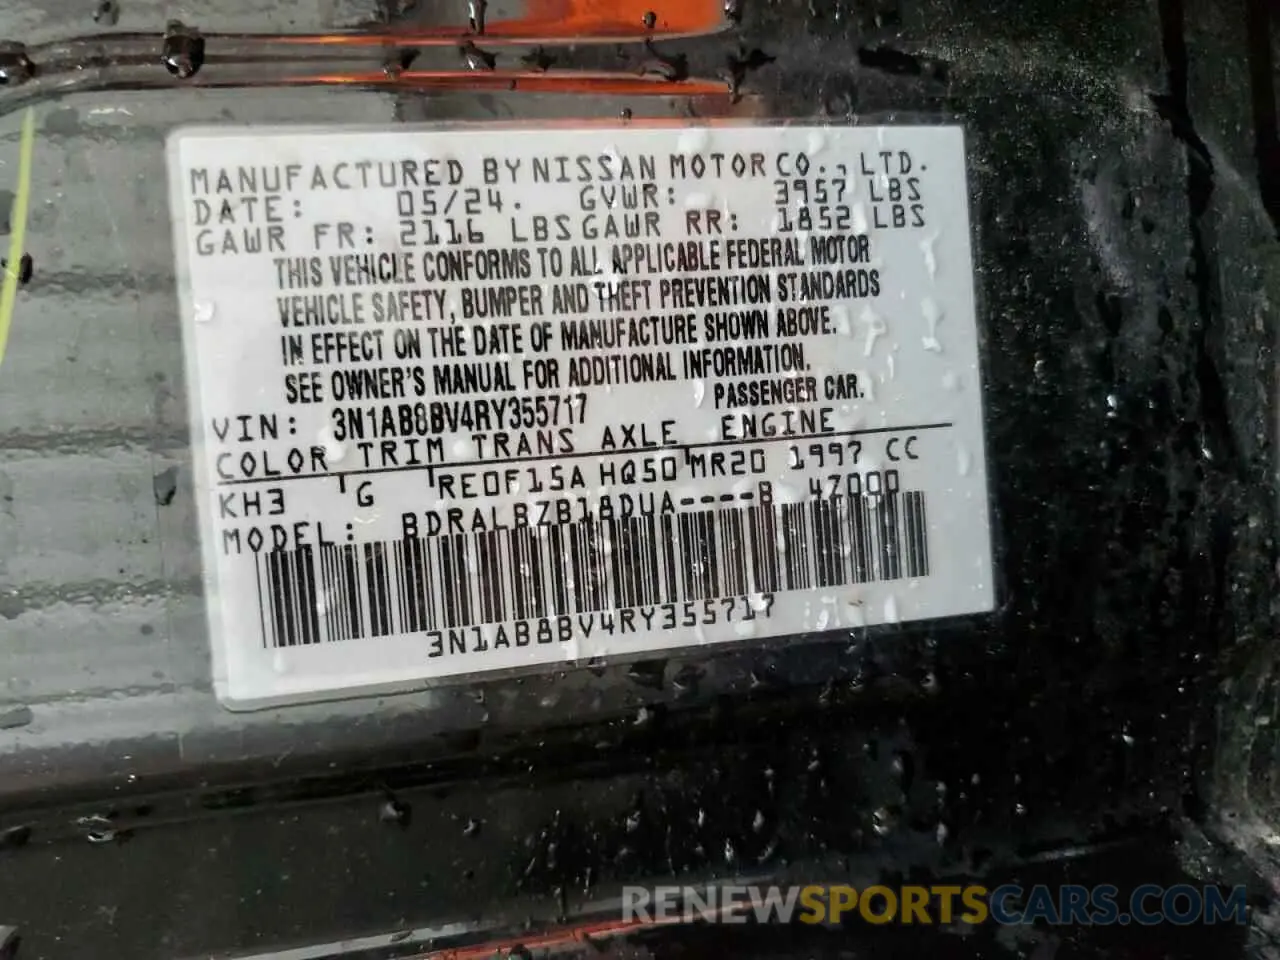 MANUFACTURED BY NISSAN MOTOR CO., LTD.
DATE: 05/24. GVWR: 3957 LBS
GAWR FR: 2116 LBS GAWR RR: 1852 LBS
THIS VEHICLE CONFORMS TO ALL APPLICABLE FEDERAL MOTOR
VEHICLE SAFETY, BUMPER AND THEFT PREVENTION STANDARDS
IN EFFECT ON THE DATE OF MANUFACTURE SHOWN ABOVE.
SEE OWNER'S MANUAL FOR ADDITIONAL INFORMATION.
VIN: 3N1AB8BV4RY355717 PASSENGER CAR.
COLOR TRIM TRANS AXLE ENGINE
KH3 G RE0F15A HQ50 MR20 1997 CC
MODEL: BDRALBZB18DUA----B 4Z000
3N1AB8BV4RY355717
RENEWSPORTSCARS.COM